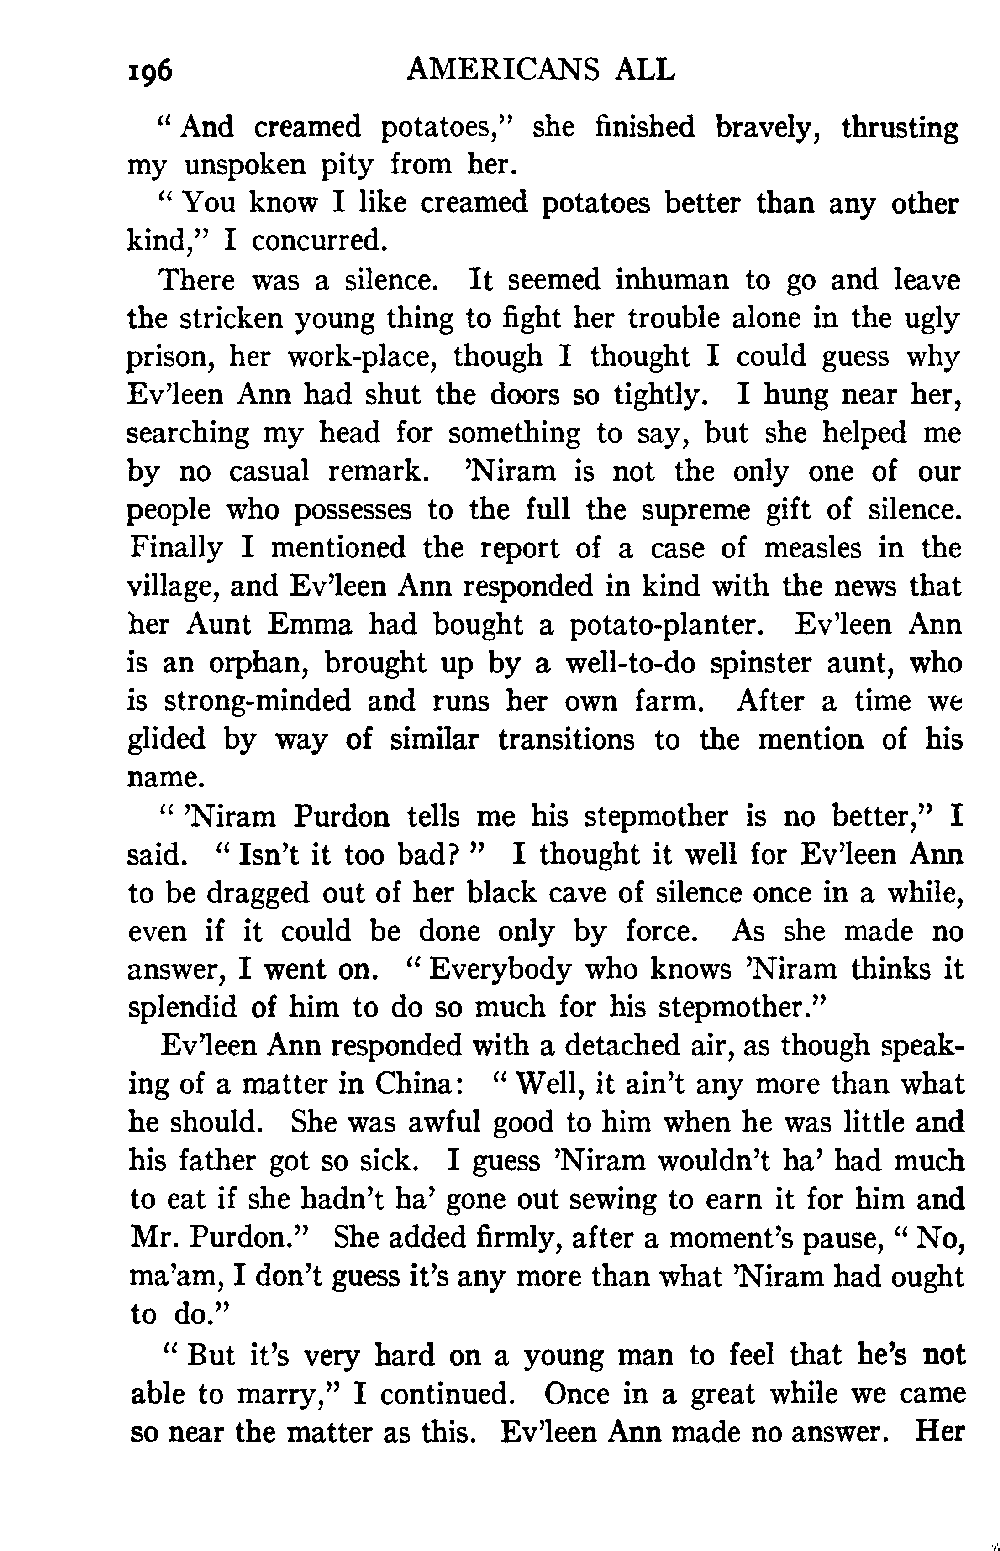 196 AMERICANS ALL
“ And creamed potatoes,” she finished bravely, thrusting
my unspoken pity from her.
“ You know I like creamed potatoes better than any other
kind,” I concurred.
There was a silence. It seemed inhuman to go and leave
the stricken young thing to fight her trouble alone in the ugly
prison, her work-place, though I thought I could guess why
Ev’leen Ann had shut the doors so tightly. I hung near her,
searching my head for something to say, but she helped me
by no casual remark. ’Niram is not the only one of our
people who possesses to the full the supreme gift of silence.
Finally I mentioned the report of a case of measles in the
village, and Ev’leen Ann responded in kind with the news that
her Aunt Emma had bought a potato-planter. Ev’leen Ann
is an orphan, brought up by a well-to-do spinster aunt, who
is strong-minded and runs her own farm. After a time we
glided by way of similar transitions to the mention of his
name.
“ ’Niram Purdon tells me his stepmother is no better,” I
said. “ Isn’t it too bad? ” I thought it well for Ev’leen Ann
to be dragged out of her black cave of silence once in a while,
even if it could be done only by force. As she made no
answer, I went on. “ Everybody who knows ’Niram thinks it
splendid of him to do so much for his stepmother.”
Ev’leen Ann responded with a detached air, as though speak-
ing of a matter in China: “ Well, it ain’t any more than what
he should. She was awful good to him when he was little and
his father got so sick. I guess ’Niram wouldn’t ha’ had much
to eat if she hadn’t ha’ gone out sewing to earn it for him and
Mr. Purdon.” She added firmly, after a moment’s pause, “ No,
ma’am, I don’t guess it’s any more than what ’Niram had ought
to do.”
“ But it’s very hard on a young man to feel that he’s not
able to marry,” I continued. Once in a great while we came
so near the matter as this. Ev’leen Ann made no answer. Her